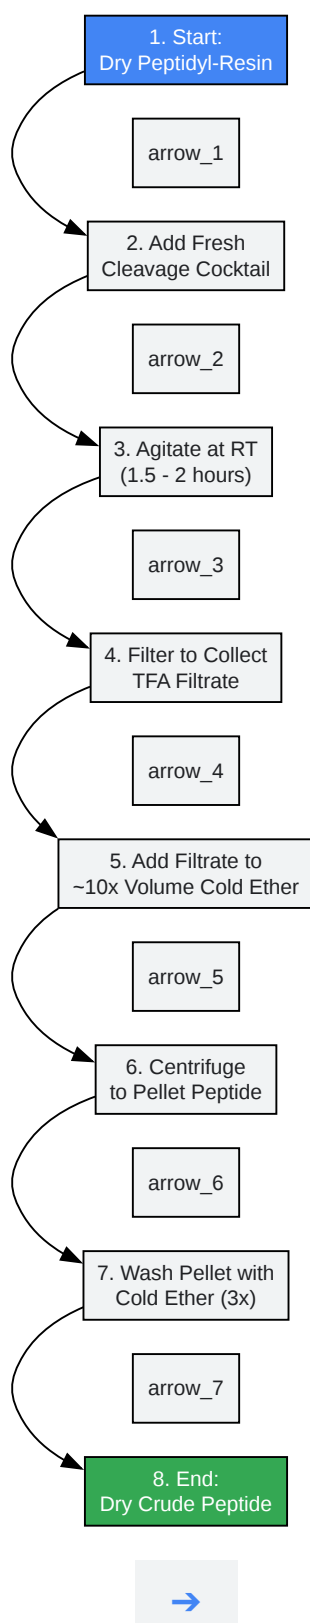 1. Start:
Dry Peptidyl-Resin
arrow_1
2. Add Fresh
Cleavage Cocktail
arrow_2
3. Agitate at RT
(1.5 - 2 hours)
arrow_3
4. Filter to Collect
TFA Filtrate
arrow_4
5. Add Filtrate to
~10x Volume Cold Ether
arrow_5
6. Centrifuge
to Pellet Peptide
arrow_6
7. Wash Pellet with
Cold Ether (3x)
arrow_7
8. End:
Dry Crude Peptide
➔